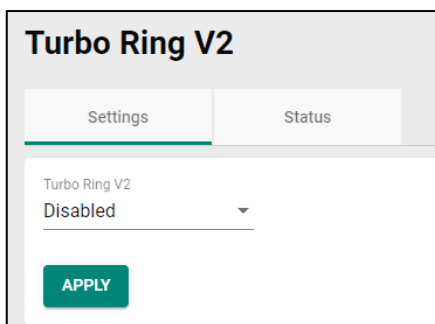 Turbo Ring V2
Settings
Status
Turbo Ring V2
Disabled
APPLY